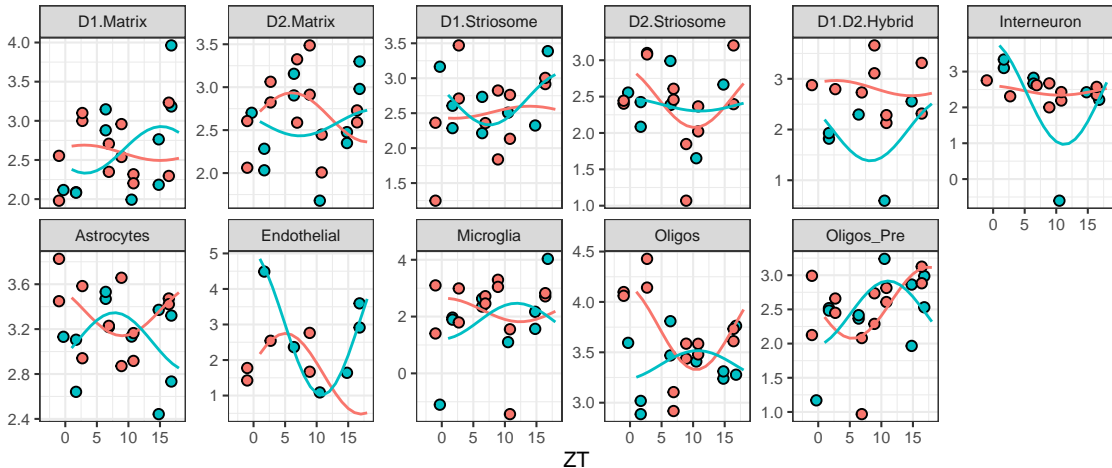 D1.Matrix D2.Matrix D1.Striosome D2.Striosome D1.D2.Hybrid Interneuron
4.0 3.5 3.0 2.5 2.0
3.5 3.0 2.5 2.0
3.5 3.0 2.5 2.0 1.5
3.0 2.5 2.0 1.5 1.0
3 2 1
3 2 1 0
0 5 10 15
Astrocytes Endothelial Microglia Oligos Oligos_Pre
3.6 3.2 2.8 2.4
5 4 3 2 1
4 2 0
4.5 4.0 3.5 3.0
3.0 2.5 2.0 1.5 1.0
0 5 10 15 0 5 10 15 0 5 10 15 0 5 10 15 0 5 10 15
ZT